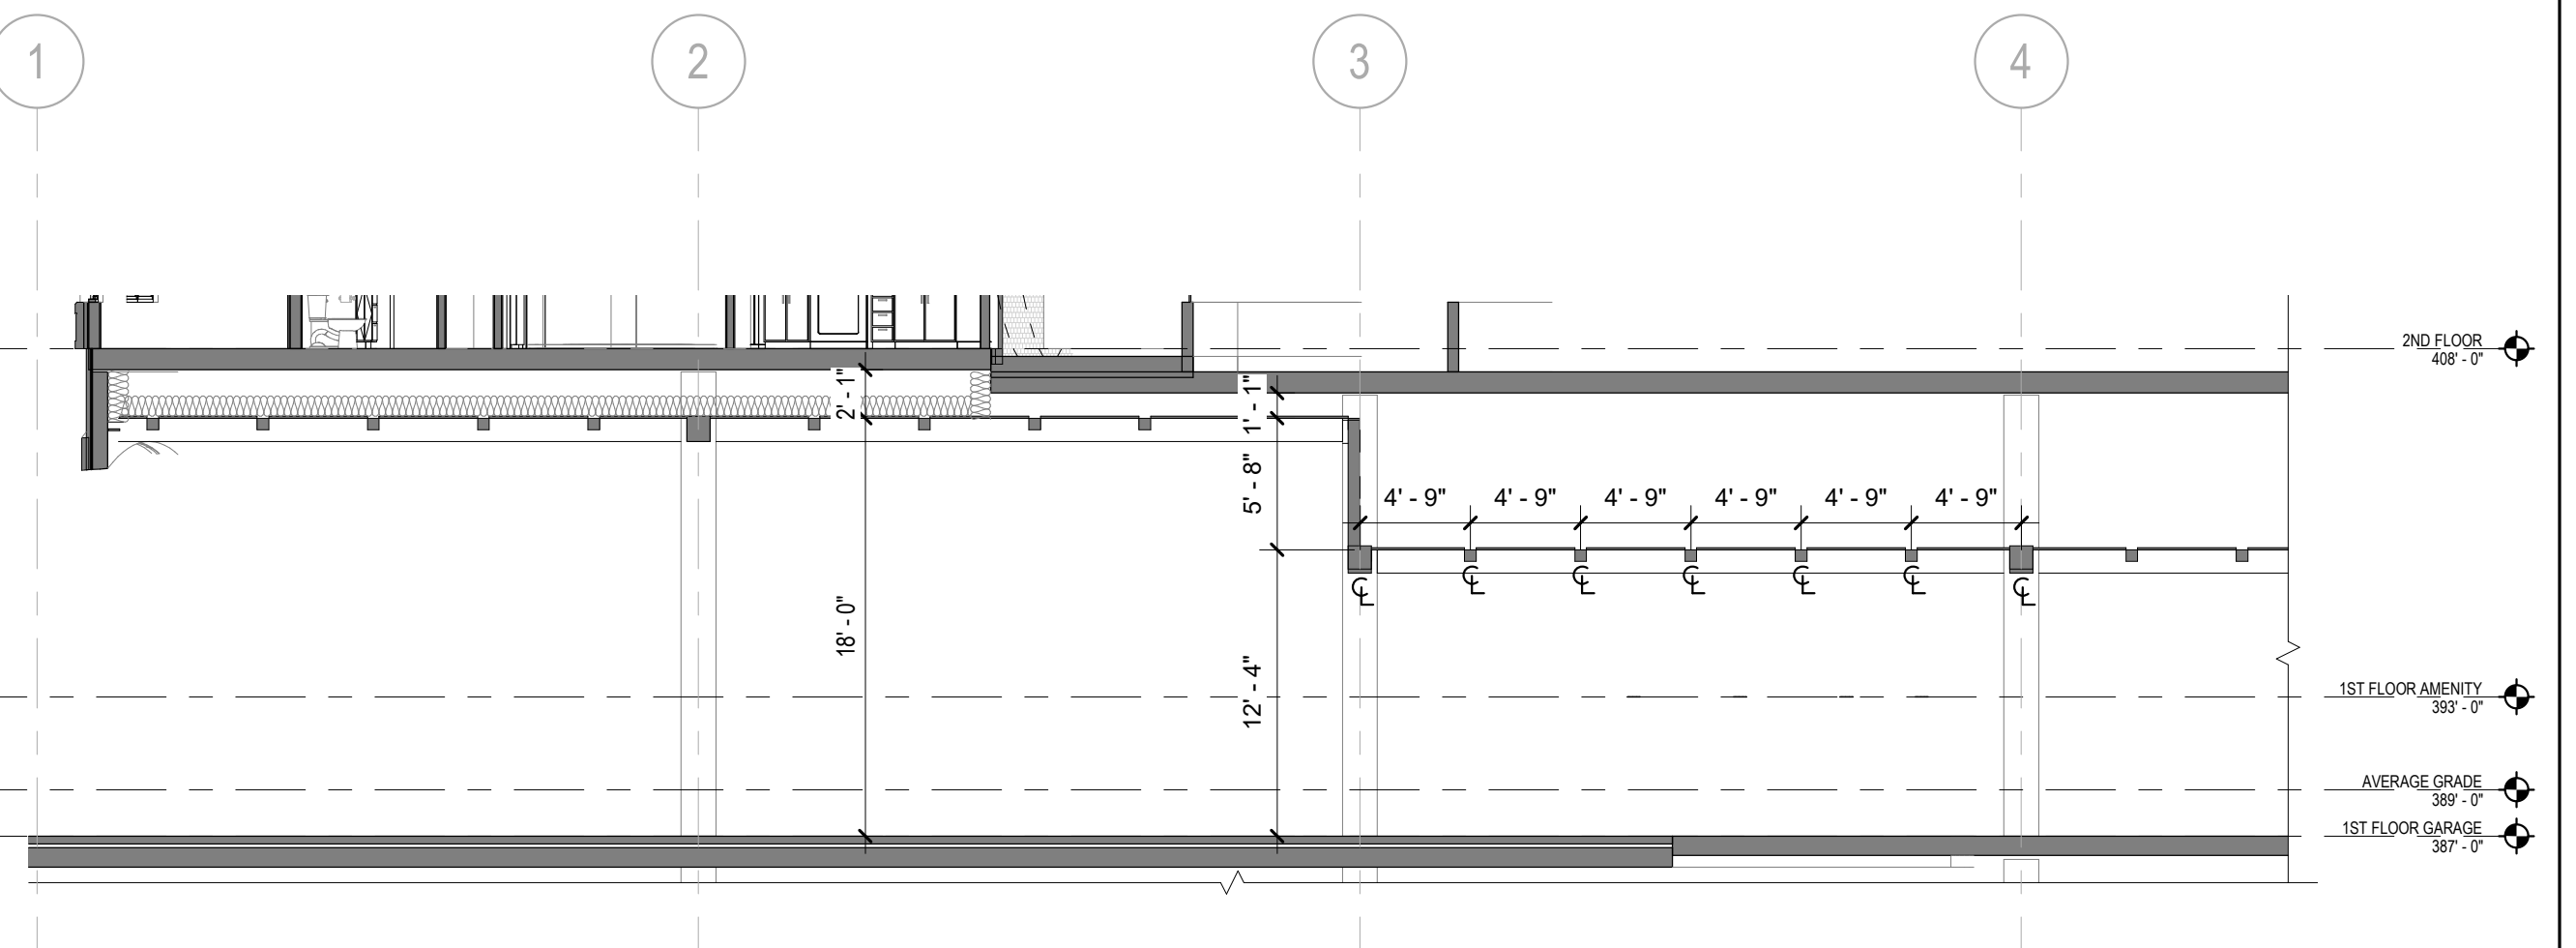 1
2
3
4
2ND FLOOR
408' - 0"
2' - 1"
1' - 1"
5' - 8"
4' - 9"
4' - 9"
4' - 9"
4' - 9"
4' - 9"
4' - 9"
℄
℄
℄
℄
℄
℄
℄
18' - 0"
12' - 4"
1ST FLOOR AMENITY
393' - 0"
AVERAGE GRADE
389' - 0"
1ST FLOOR GARAGE
387' - 0"